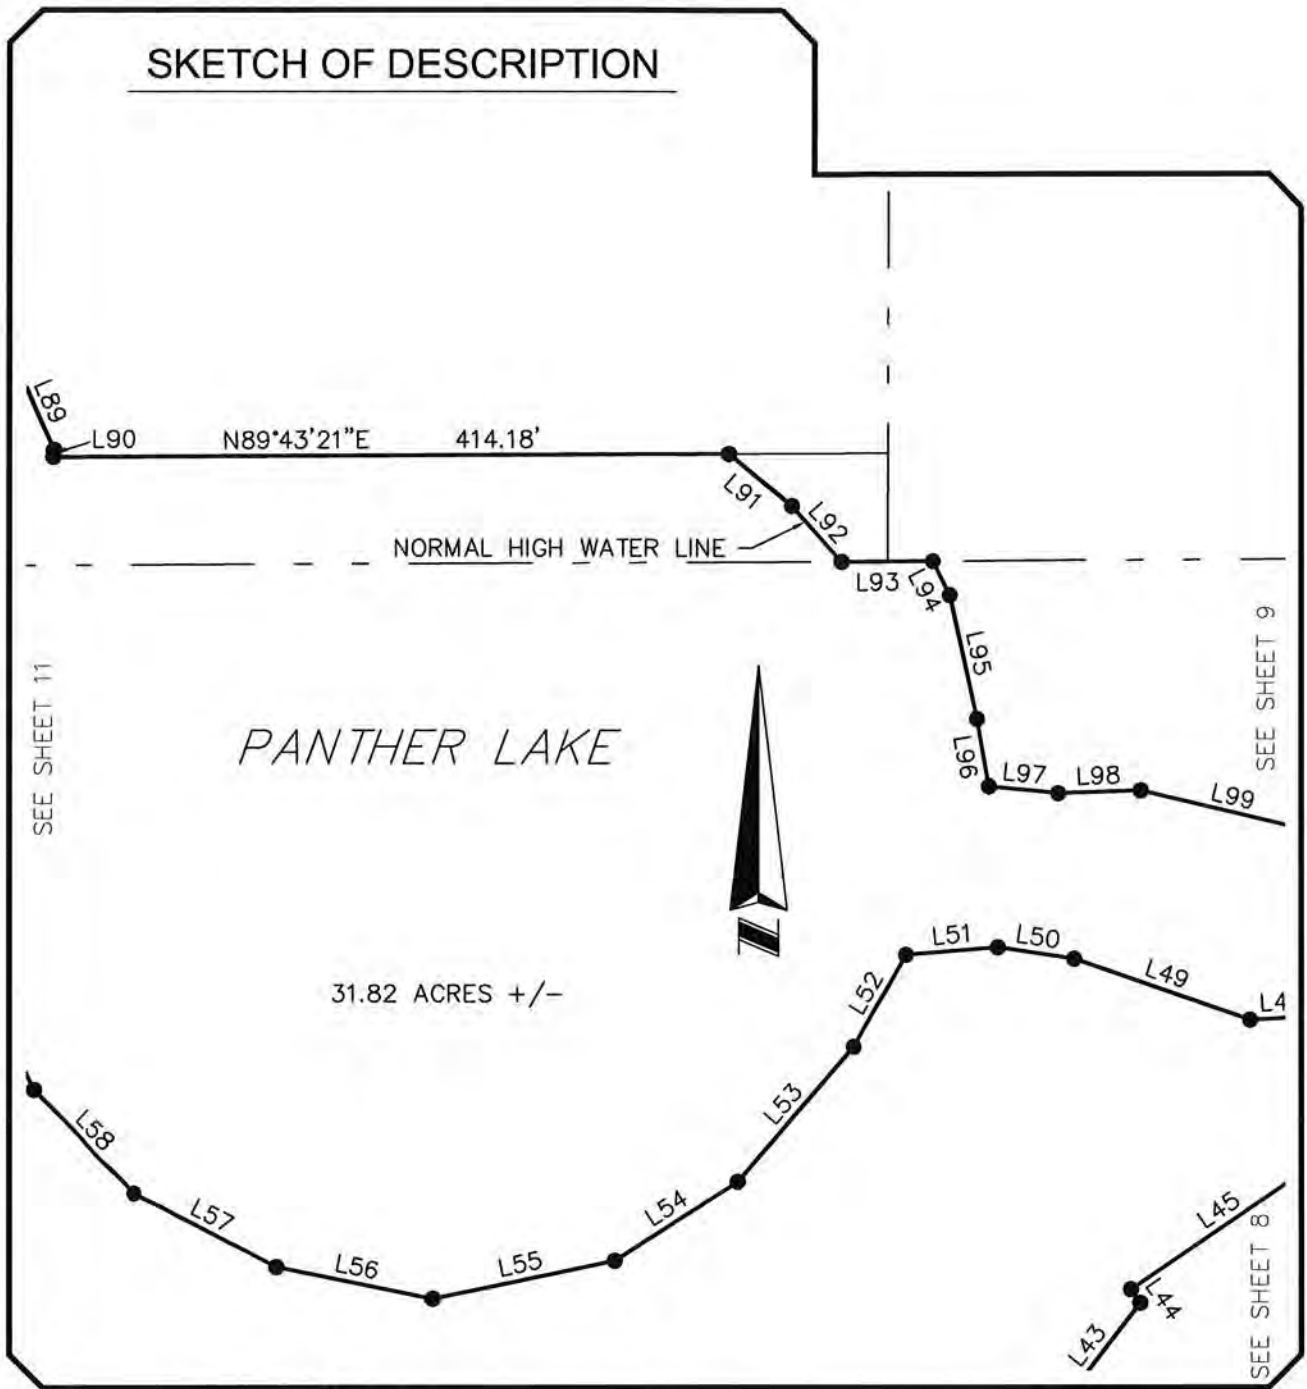 SKETCH OF DESCRIPTION
L89
L90
N89°43'21"E
414.18'
L91
L92
NORMAL HIGH WATER LINE
L93
L94
L95
SEE SHEET 11
SEE SHEET 9
PANTHER LAKE
L96
L97
L98
L99
N
L51
L50
L49
L4
L52
31.82 ACRES +/-
L53
L58
L54
L57
L45
L55
L56
L44
L43
SEE SHEET 8